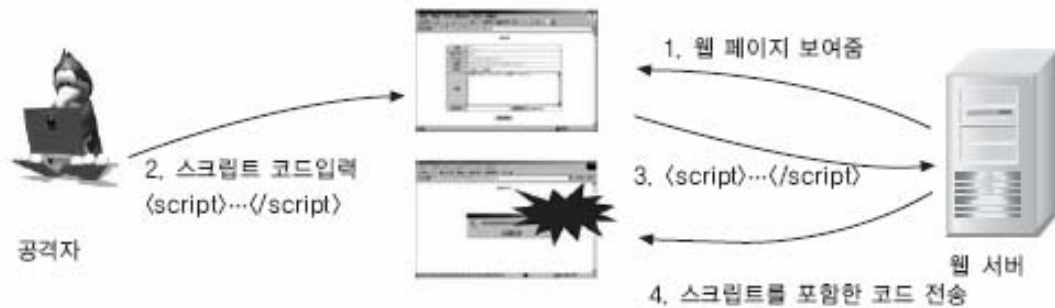 1. 웹 페이지 보여줌
2. 스크립트 코드입력
<script>…</script>
3. <script>…</script>
공격자
웹 서버
4. 스크립트를 포함한 코드 전송